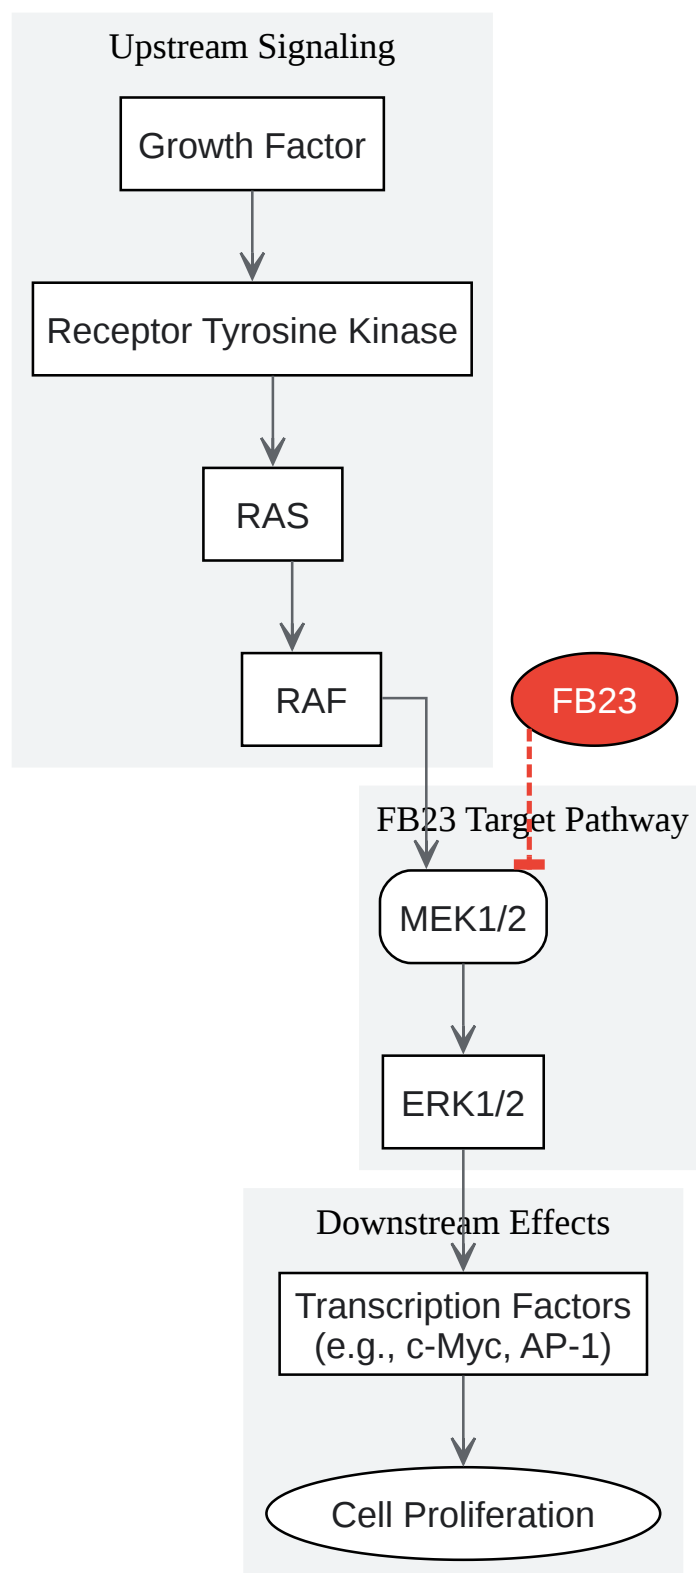 Upstream Signaling
Growth Factor
Receptor Tyrosine Kinase
RAS
RAF
FB23
FB23 Target Pathway
MEK1/2
ERK1/2
Downstream Effects
Transcription Factors
(e.g., c-Myc, AP-1)
Cell Proliferation